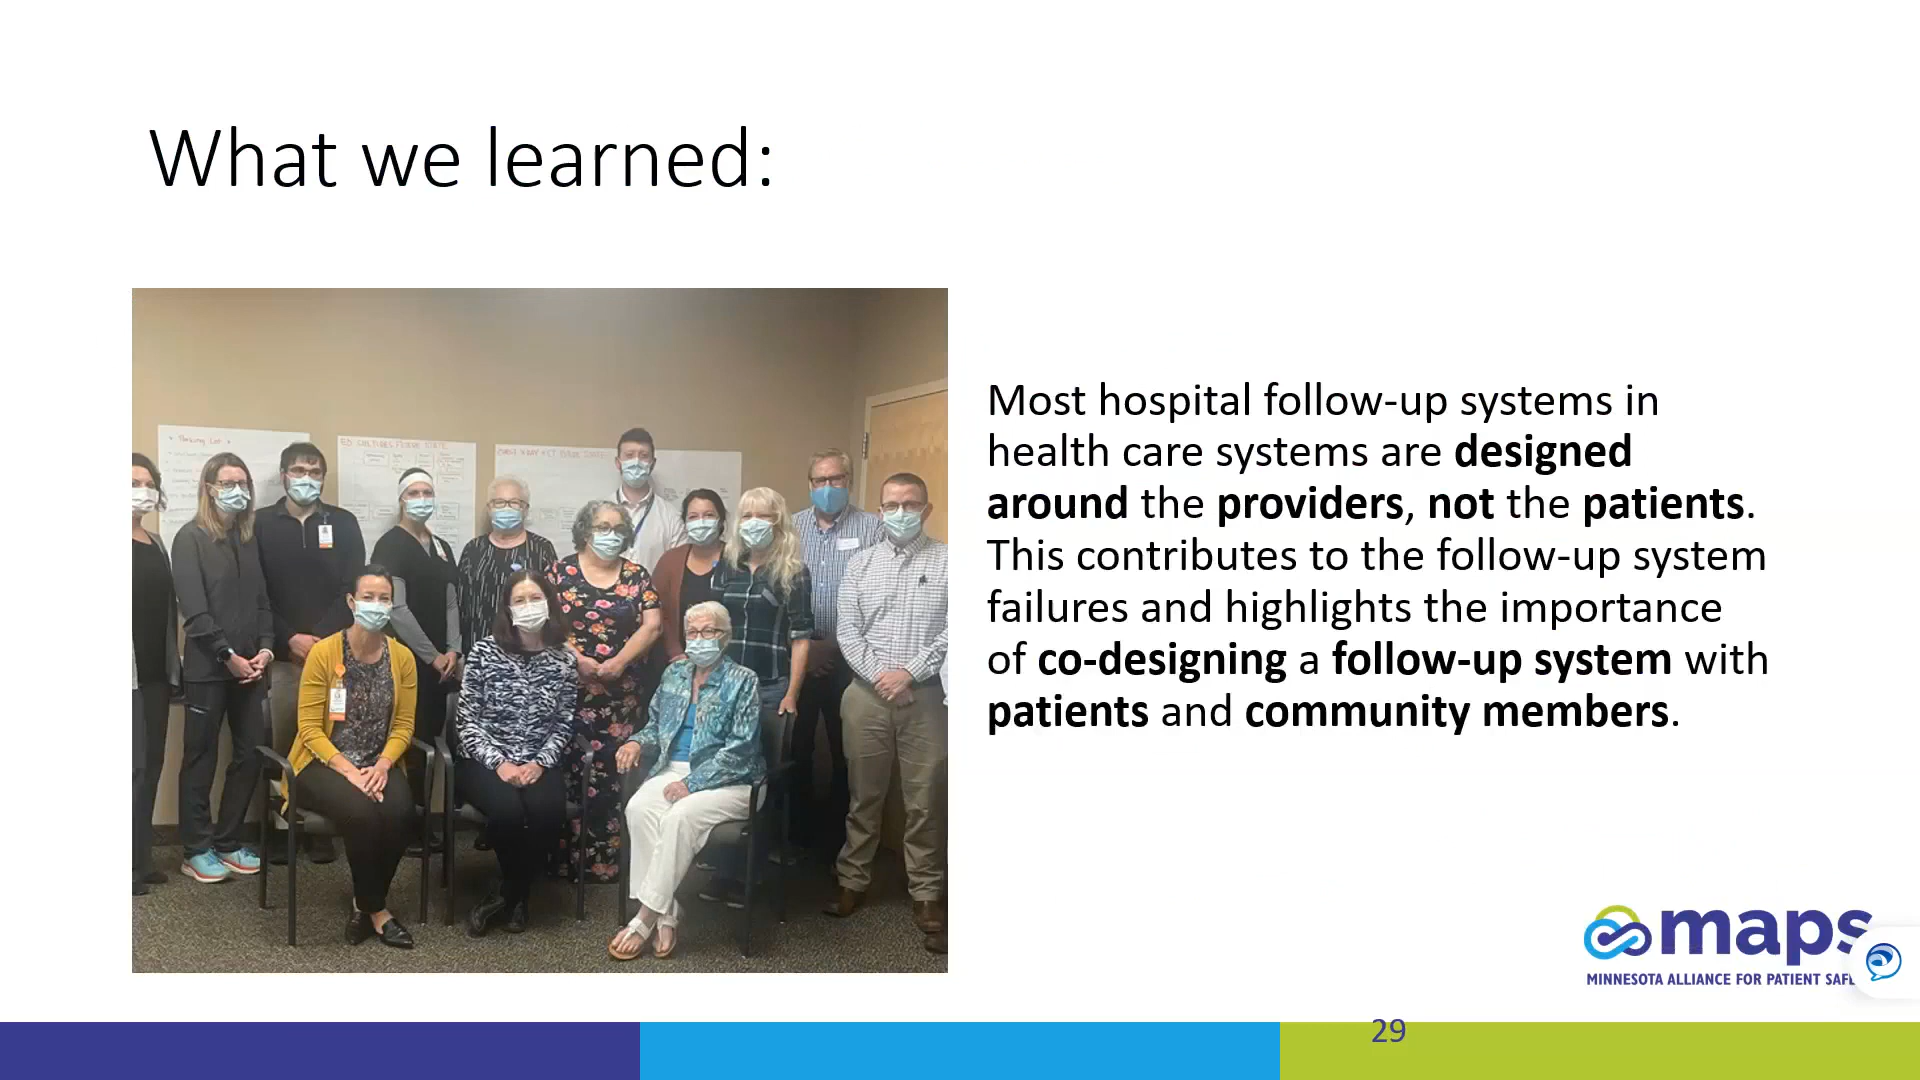 What we learned:
Parking Lot
Most hospital follow-up systems in
health care systems are designed
around the providers, not the patients.
This contributes to the follow-up system
failures and highlights the importance
of co-designing a follow-up system with
patients and community members.
maps
MINNESOTA ALLIANCE FOR PATIENT
29